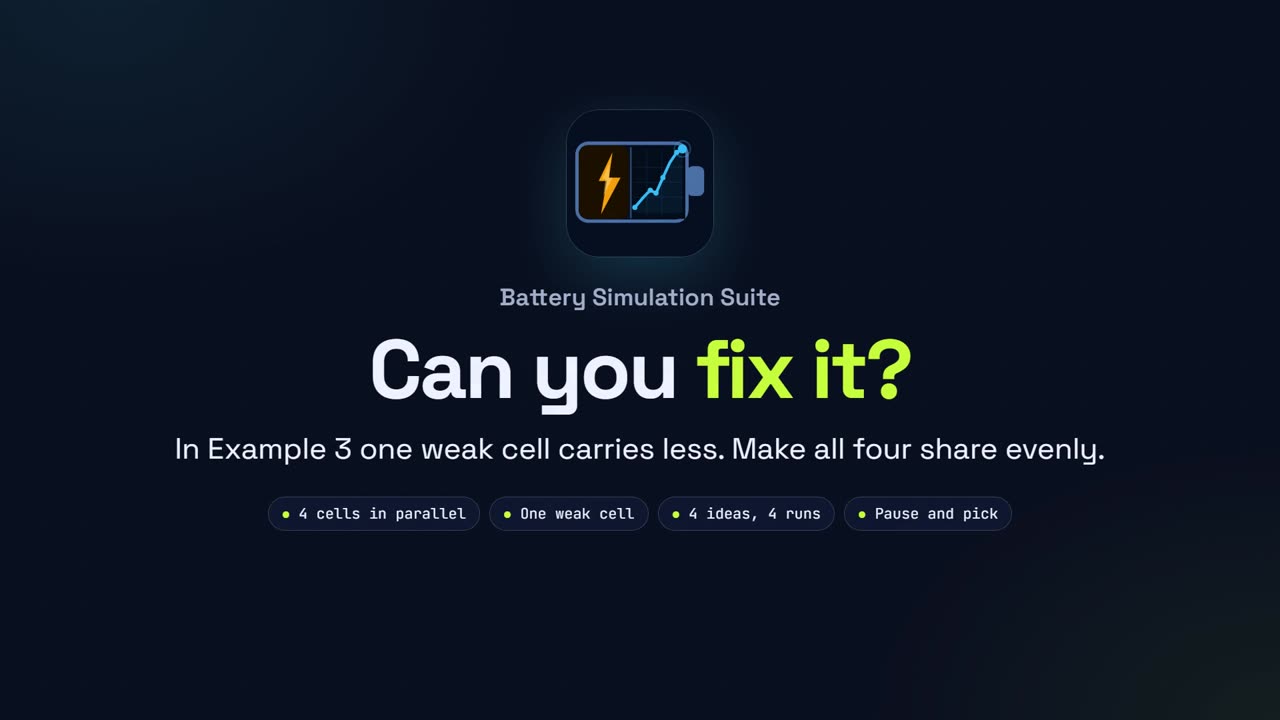 Battery Simulation Suite
Can you fix it?
In Example 3 one weak cell carries less. Make all four share evenly.
4 cells in parallel
One weak cell
4 ideas, 4 runs
Pause and pick